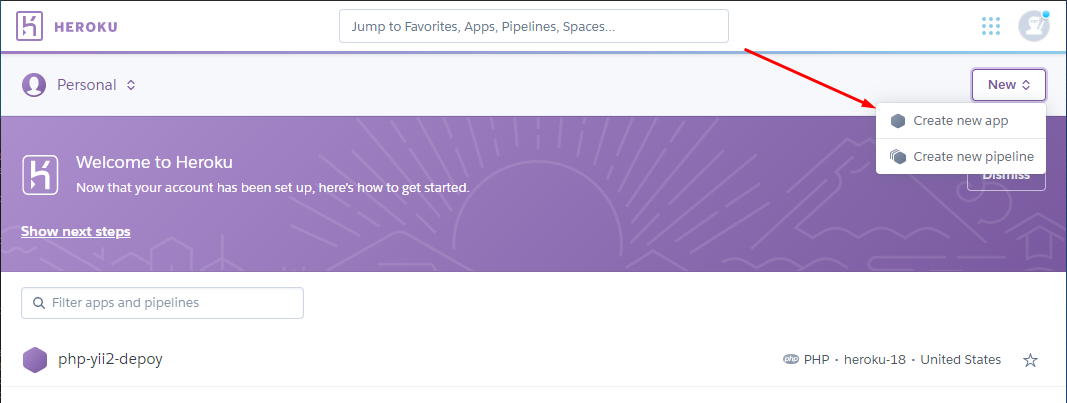 HEROKU
Jump to Favorites, Apps, Pipelines, Spaces...
Personal
New
Create new app
Create new pipeline
Dismiss
Welcome to Heroku
Now that your account has been set up, here's how to get started.
Show next steps
Filter apps and pipelines
php-yii2-depoy
php PHP · heroku-18 · United States